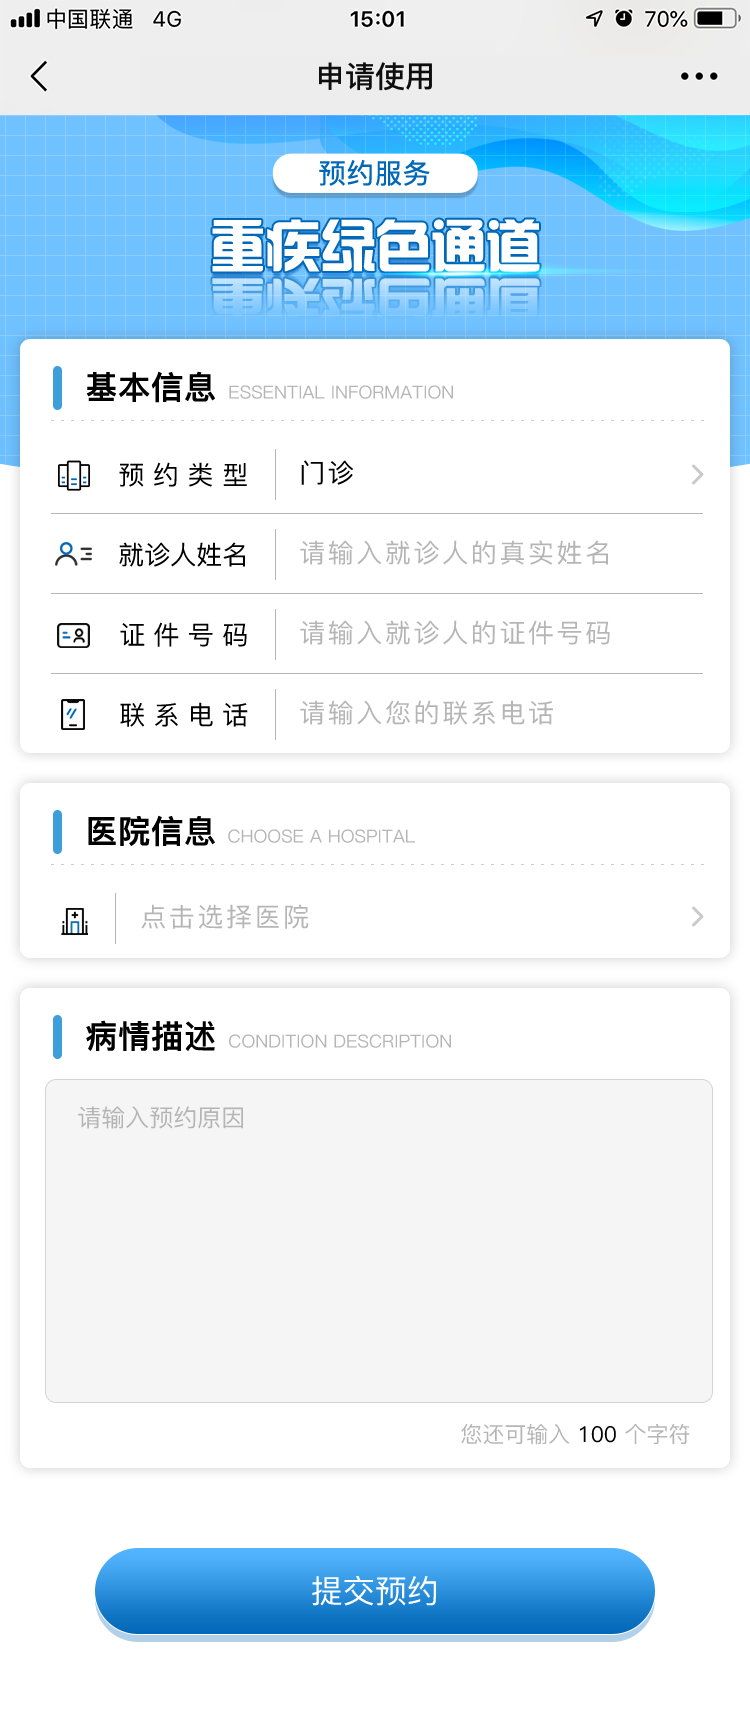 中国联通 4G 15:01 70%
申请使用
预约服务
重疾绿色通道
基本信息 ESSENTIAL INFORMATION
预约类型 门诊
就诊人姓名 请输入就诊人的真实姓名
证件号码 请输入就诊人的证件号码
联系电话 请输入您的联系电话
医院信息 CHOOSE A HOSPITAL
点击选择医院
病情描述 CONDITION DESCRIPTION
请输入预约原因
您还可输入 100 个字符
提交预约